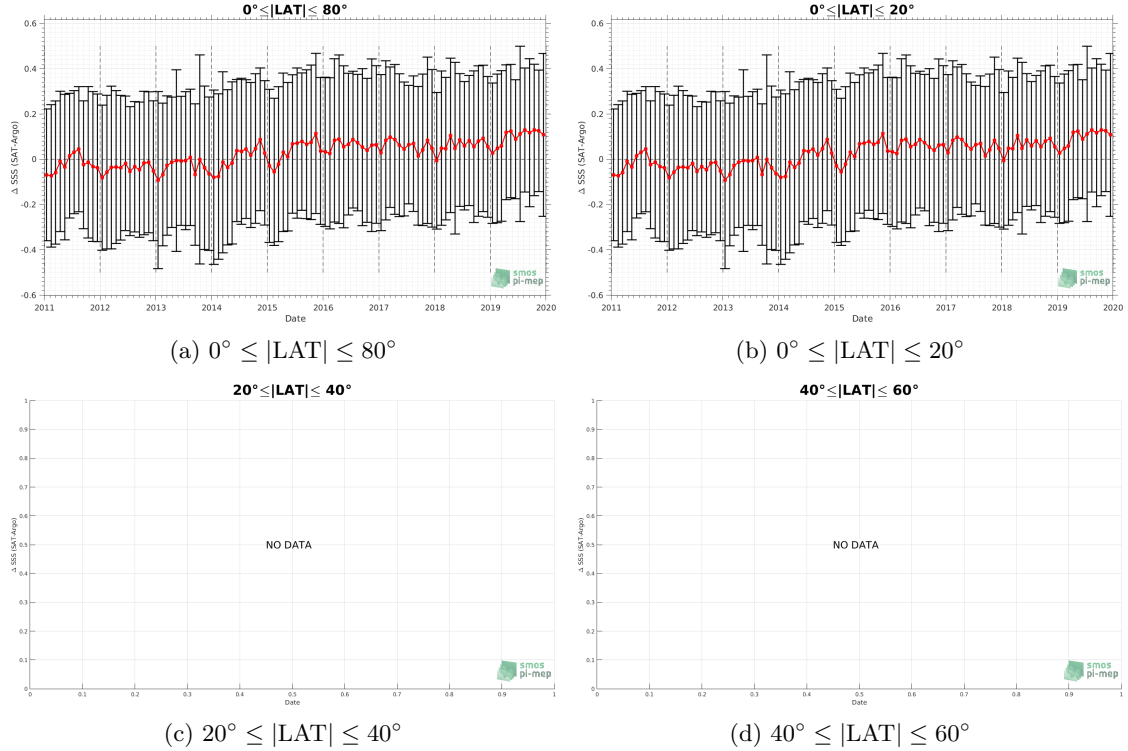 0°≤|LAT|≤ 80°
0.6
0.4
0.2
0
-0.2
-0.4
-0.6
Δ SSS (SAT-Argo)
2011 2012 2013 2014 2015 2016 2017 2018 2019 2020
Date
smos
pi-mep
(a) 0° ≤ |LAT| ≤ 80°
0°≤|LAT|≤ 20°
0.6
0.4
0.2
0
-0.2
-0.4
-0.6
Δ SSS (SAT-Argo)
2011 2012 2013 2014 2015 2016 2017 2018 2019 2020
Date
smos
pi-mep
(b) 0° ≤ |LAT| ≤ 20°
20°≤|LAT|≤ 40°
1
0.9
0.8
0.7
0.6
0.5
0.4
0.3
0.2
0.1
0
Δ SSS (SAT-Argo)
NO DATA
0 0.1 0.2 0.3 0.4 0.5 0.6 0.7 0.8 0.9 1
Date
smos
pi-mep
(c) 20° ≤ |LAT| ≤ 40°
40°≤|LAT|≤ 60°
1
0.9
0.8
0.7
0.6
0.5
0.4
0.3
0.2
0.1
0
Δ SSS (SAT-Argo)
NO DATA
0 0.1 0.2 0.3 0.4 0.5 0.6 0.7 0.8 0.9 1
Date
smos
pi-mep
(d) 40° ≤ |LAT| ≤ 60°